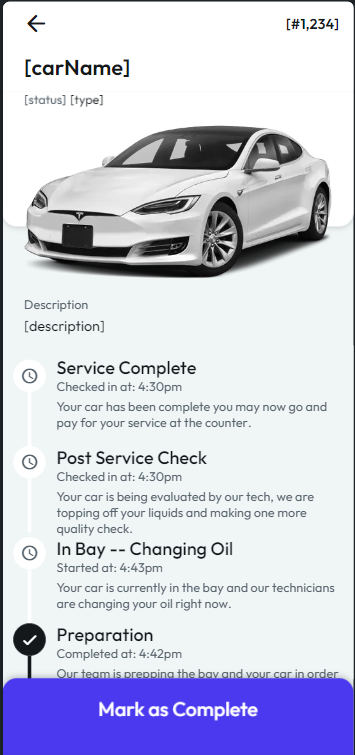 [#1,234]
[carName]
[status] [type]
Description
[description]
Service Complete
Checked in at: 4:30pm
Your car has been complete you may now go and
pay for your service at the counter.
Post Service Check
Checked in at: 4:30pm
Your car is being evaluated by our tech, we are
topping off your liquids and making one more
quality check.
In Bay -- Changing Oil
Started at: 4:43pm
Your car is currently in the bay and our technicians
are changing your oil right now.
Preparation
Completed at: 4:42pm
Our team is prepping the bay and your car in order
Mark as Complete